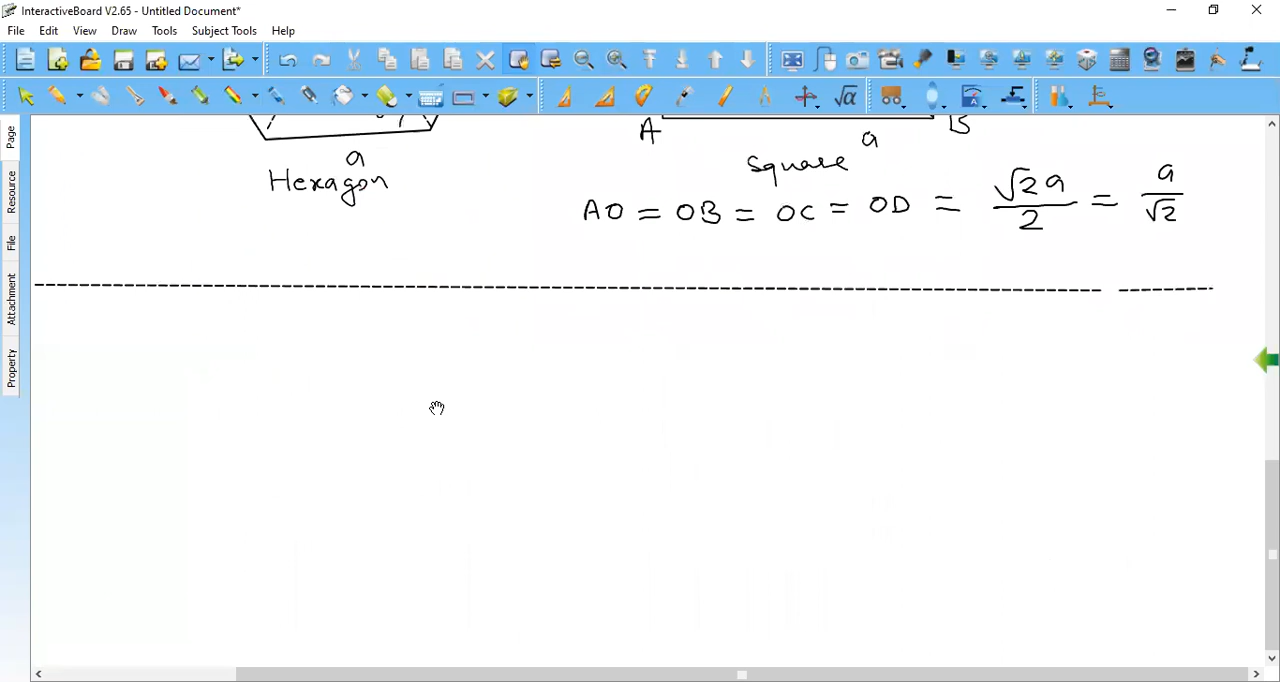 InteractiveBoard V2.65 - Untitled Document*
File Edit View Draw Tools Subject Tools Help
Page
Resource
File
Attachment
Property
A a B
a
Hexagon
Square
AO = OB = OC = OD = √2 a / 2 = a / √2